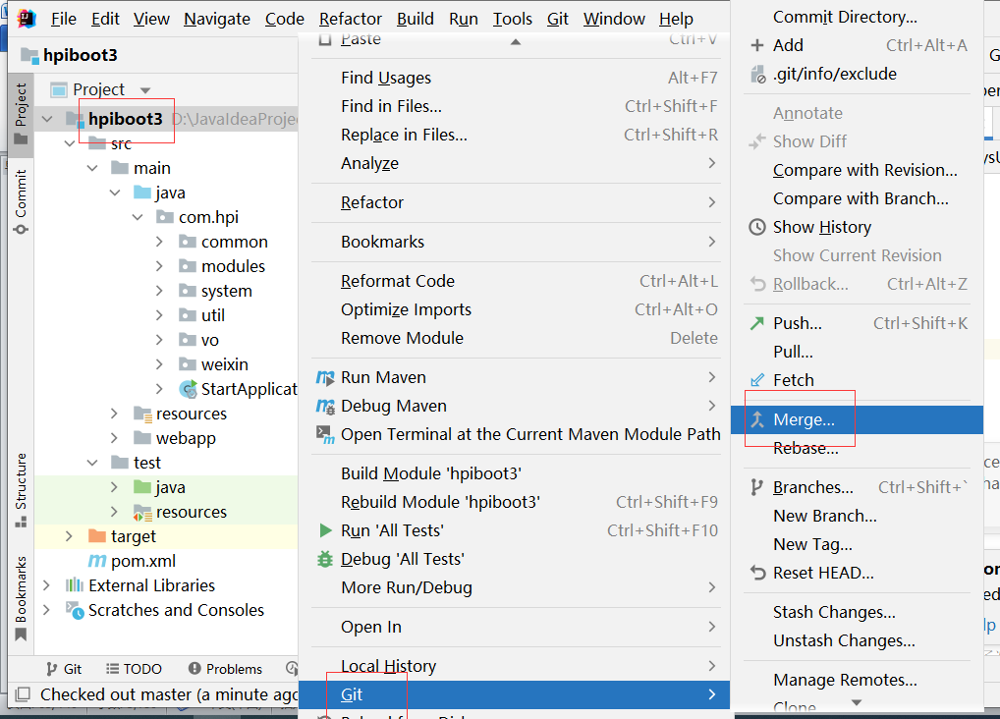 File Edit View Navigate Code Refactor Build Run Tools Git Window Help
hpiboot3
Project
Project
hpiboot3 D:\JavaIdeaProje
src
main
java
com.hpi
common
modules
system
util
vo
weixin
StartApplicat
resources
webapp
test
java
resources
target
pom.xml
External Libraries
Scratches and Consoles
Commit
Structure
Bookmarks
Git TODO Problems
Checked out master (a minute ago
Paste Ctrl+V
Find Usages Alt+F7
Find in Files... Ctrl+Shift+F
Replace in Files... Ctrl+Shift+R
Analyze
Refactor
Bookmarks
Reformat Code Ctrl+Alt+L
Optimize Imports Ctrl+Alt+O
Remove Module Delete
Run Maven
Debug Maven
Open Terminal at the Current Maven Module Path
Build Module 'hpiboot3'
Rebuild Module 'hpiboot3' Ctrl+Shift+F9
Run 'All Tests' Ctrl+Shift+F10
Debug 'All Tests'
More Run/Debug
Open In
Local History
Git
Commit Directory...
Add Ctrl+Alt+A
.git/info/exclude
Annotate
Show Diff
Compare with Revision...
Compare with Branch...
Show History
Show Current Revision
Rollback... Ctrl+Alt+Z
Push... Ctrl+Shift+K
Pull...
Fetch
Merge...
Rebase...
Branches... Ctrl+Shift+`
New Branch...
New Tag...
Reset HEAD...
Stash Changes...
Unstash Changes...
Manage Remotes...
Clone